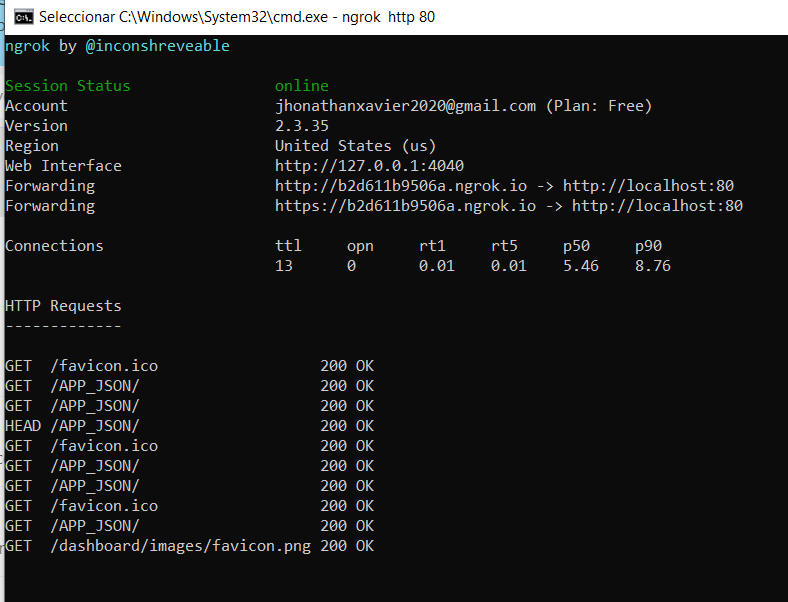 Seleccionar C:\Windows\System32\cmd.exe - ngrok  http 80
ngrok by @inconshreveable
Session Status                online
Account                       jhonathanxavier2020@gmail.com (Plan: Free)
Version                       2.3.35
Region                        United States (us)
Web Interface                 http://127.0.0.1:4040
Forwarding                    http://b2d611b9506a.ngrok.io -> http://localhost:80
Forwarding                    https://b2d611b9506a.ngrok.io -> http://localhost:80
Connections                   ttl     opn     rt1     rt5     p50     p90
                              13      0       0.01    0.01    5.46    8.76
HTTP Requests
-------------
GET  /favicon.ico                  200 OK
GET  /APP_JSON/                    200 OK
GET  /APP_JSON/                    200 OK
HEAD /APP_JSON/                    200 OK
GET  /favicon.ico                  200 OK
GET  /APP_JSON/                    200 OK
GET  /APP_JSON/                    200 OK
GET  /favicon.ico                  200 OK
GET  /APP_JSON/                    200 OK
GET  /dashboard/images/favicon.png 200 OK